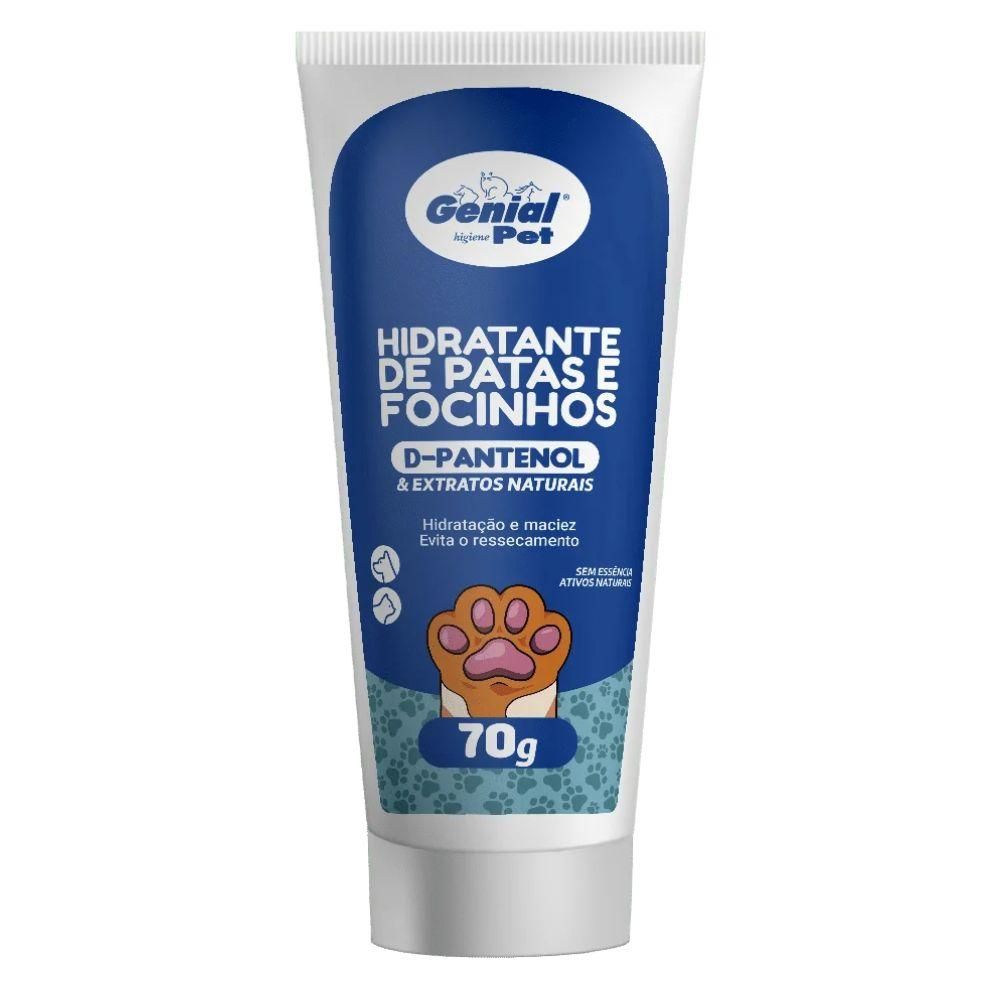 Genial®
higiene Pet
HIDRATANTE
DE PATAS E
FOCINHOS
D-PANTENOL
& EXTRATOS NATURAIS
Hidratação e maciez
Evita o ressecamento
SEM ESSÊNCIA
ATIVOS NATURAIS
70g